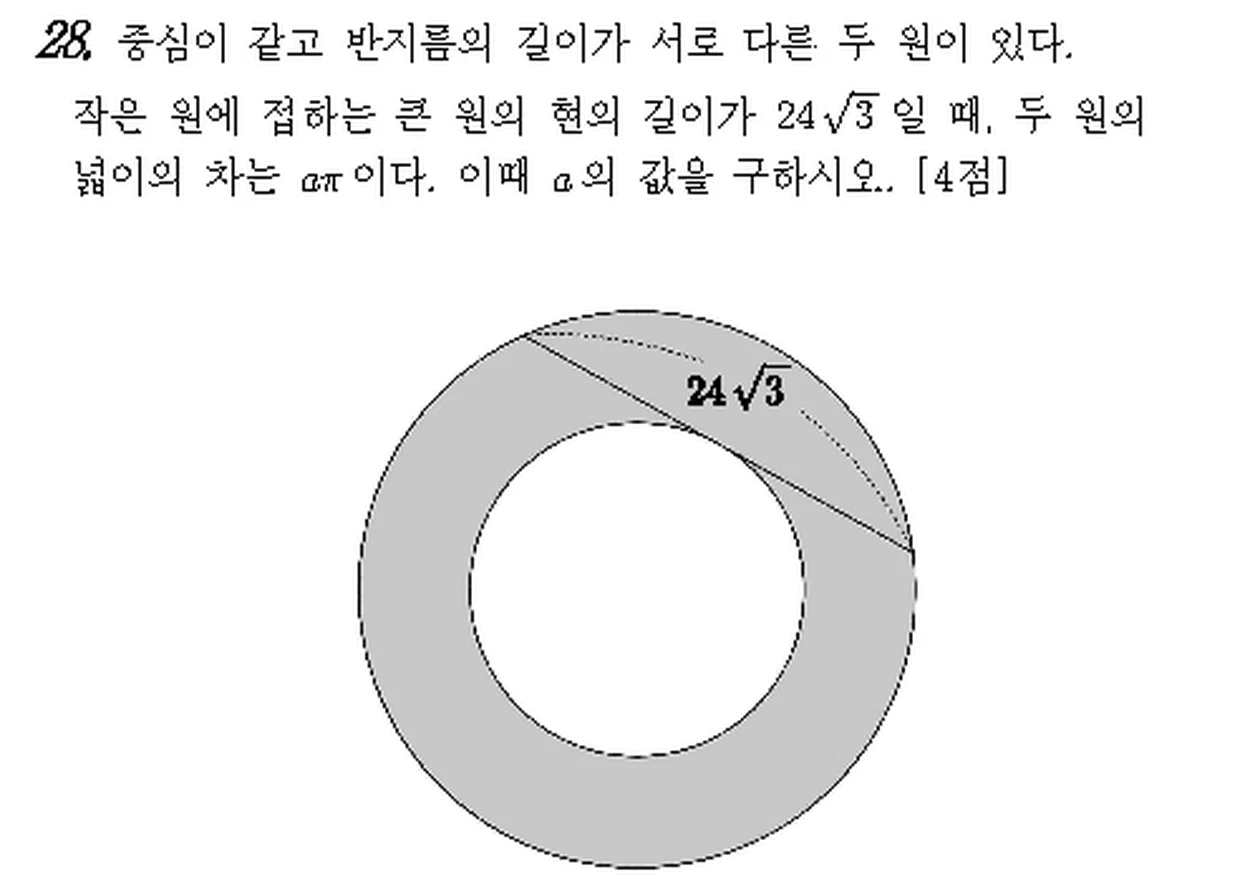 28. 중심이 같고 반지름의 길이가 서로 다른 두 원이 있다.
작은 원에 접하는 큰 원의 현의 길이가 24√3 일 때, 두 원의
넓이의 차는 aπ이다. 이때 a의 값을 구하시오.. [4점]
24√3